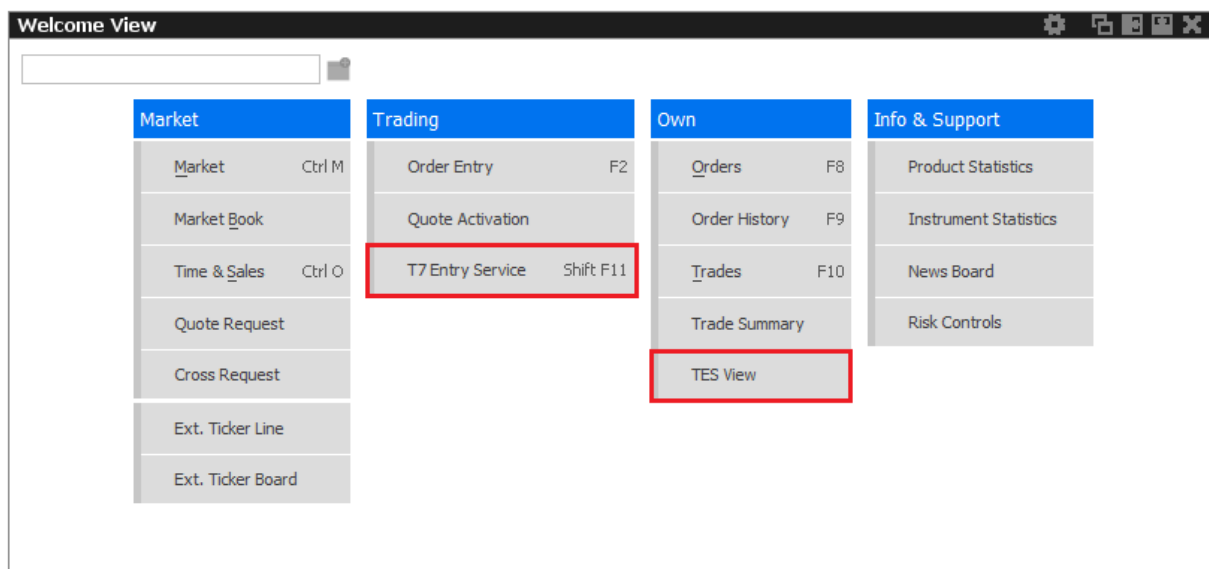 Welcome View
Market
Market Ctrl M
Market Book
Time & Sales Ctrl O
Quote Request
Cross Request
Ext. Ticker Line
Ext. Ticker Board
Trading
Order Entry F2
Quote Activation
T7 Entry Service Shift F11
Own
Orders F8
Order History F9
Trades F10
Trade Summary
TES View
Info & Support
Product Statistics
Instrument Statistics
News Board
Risk Controls